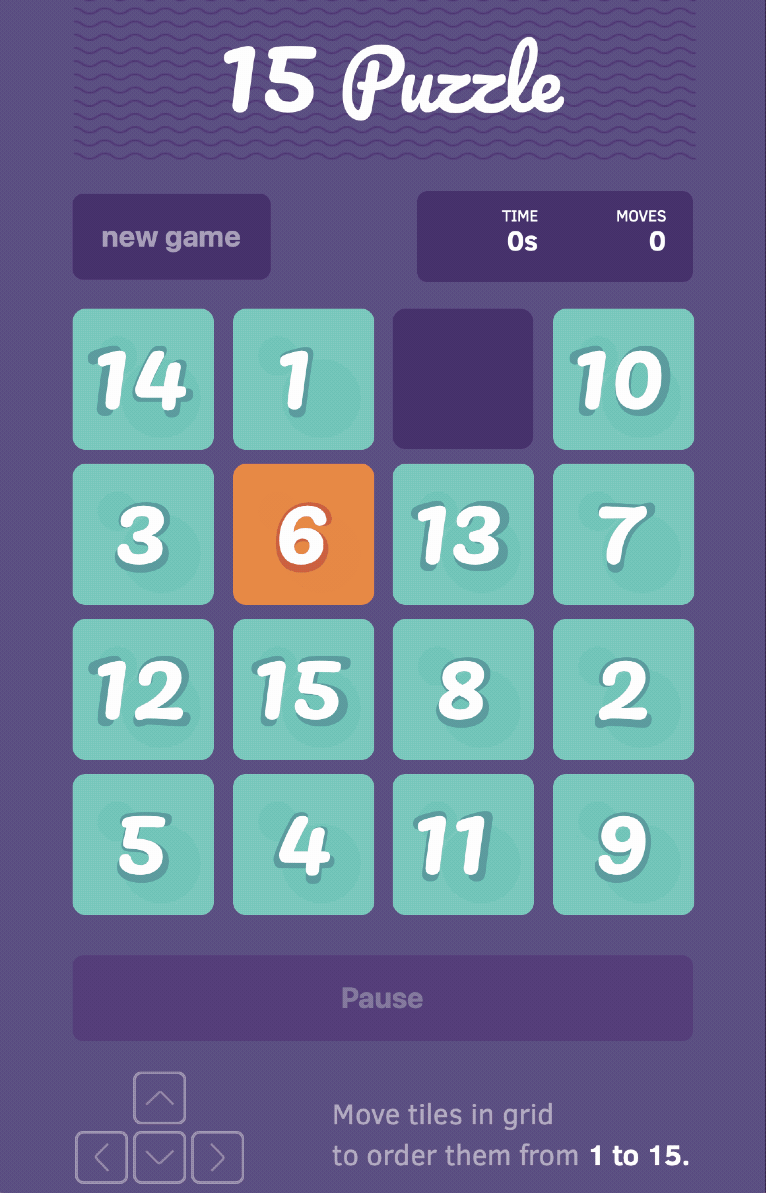 15 Puzzle
new game
TIME MOVES
0s 0
14 1 10
3 6 13 7
12 15 8 2
5 4 11 9
Pause
Move tiles in grid
to order them from 1 to 15.